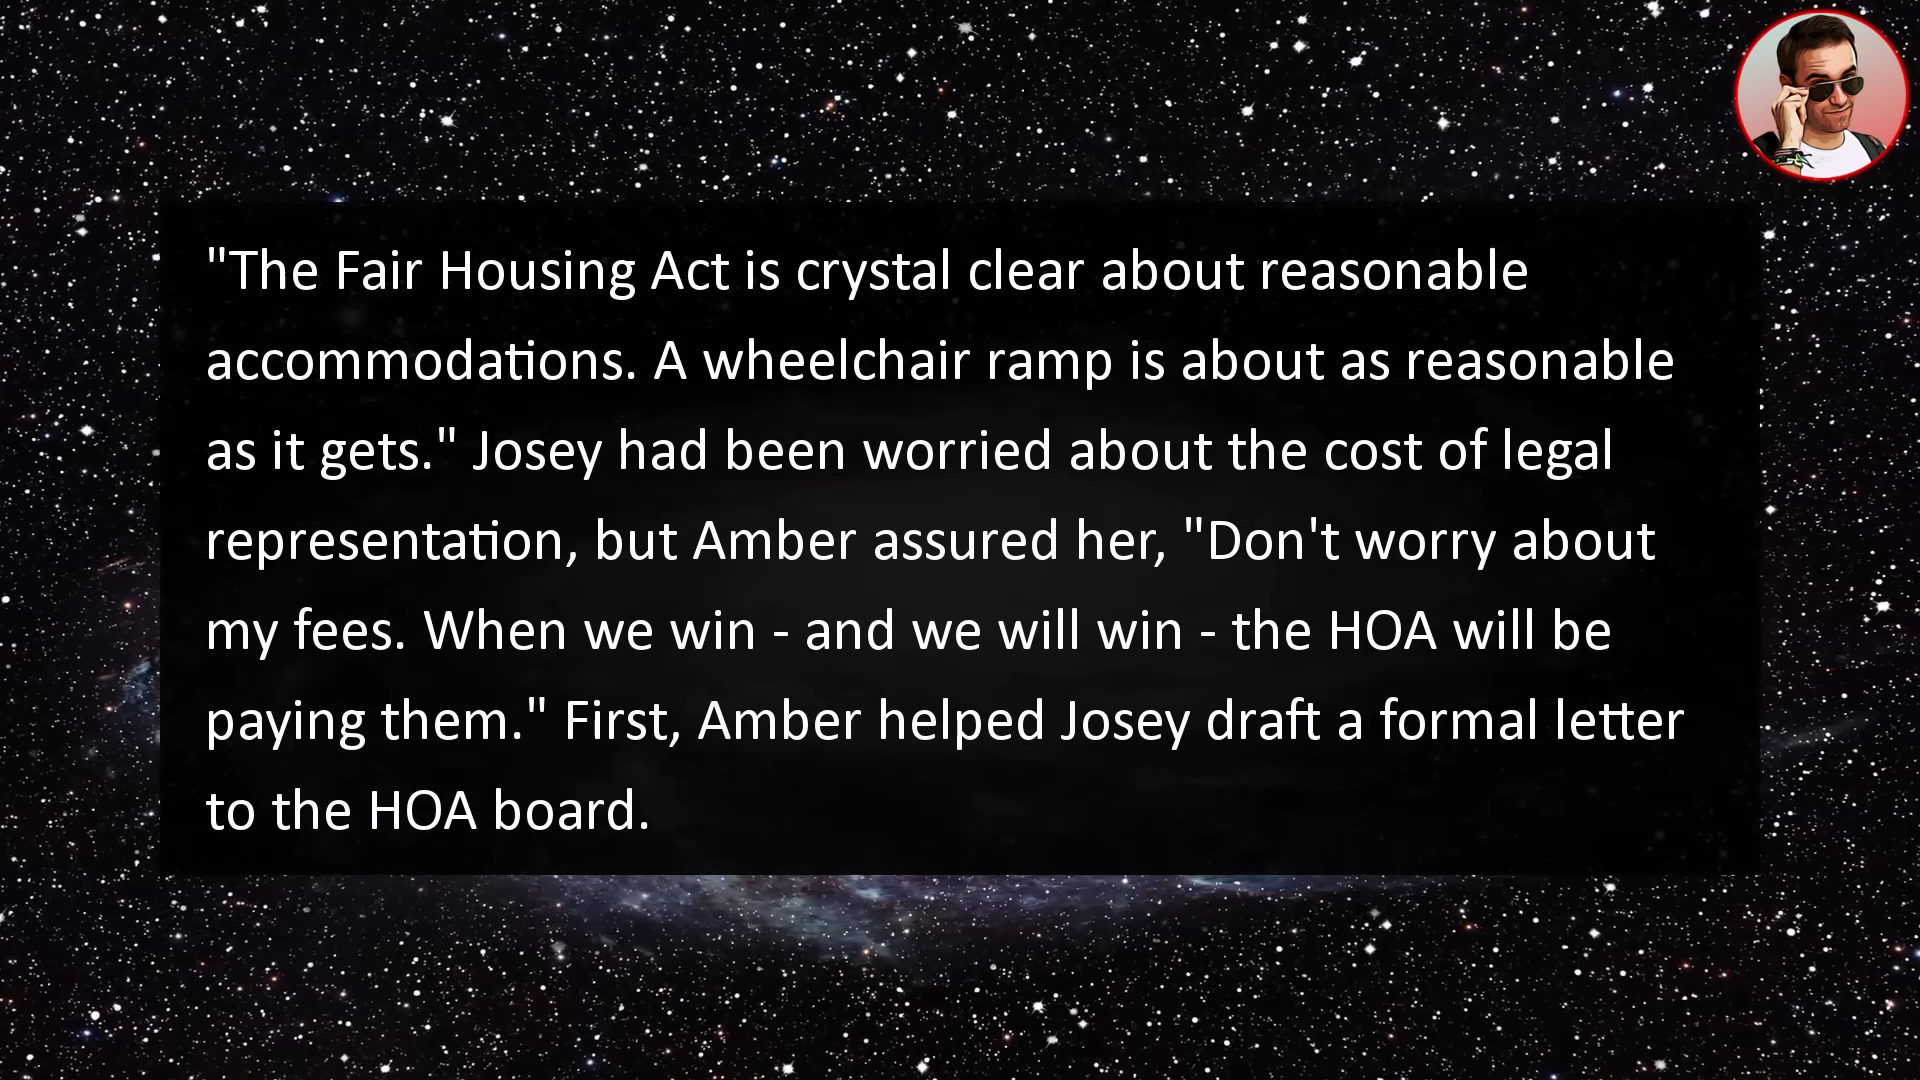 "The Fair Housing Act is crystal clear about reasonable
accommodations. A wheelchair ramp is about as reasonable
as it gets." Josey had been worried about the cost of legal
representation, but Amber assured her, "Don't worry about
my fees. When we win - and we will win - the HOA will be
paying them." First, Amber helped Josey draft a formal letter
to the HOA board.